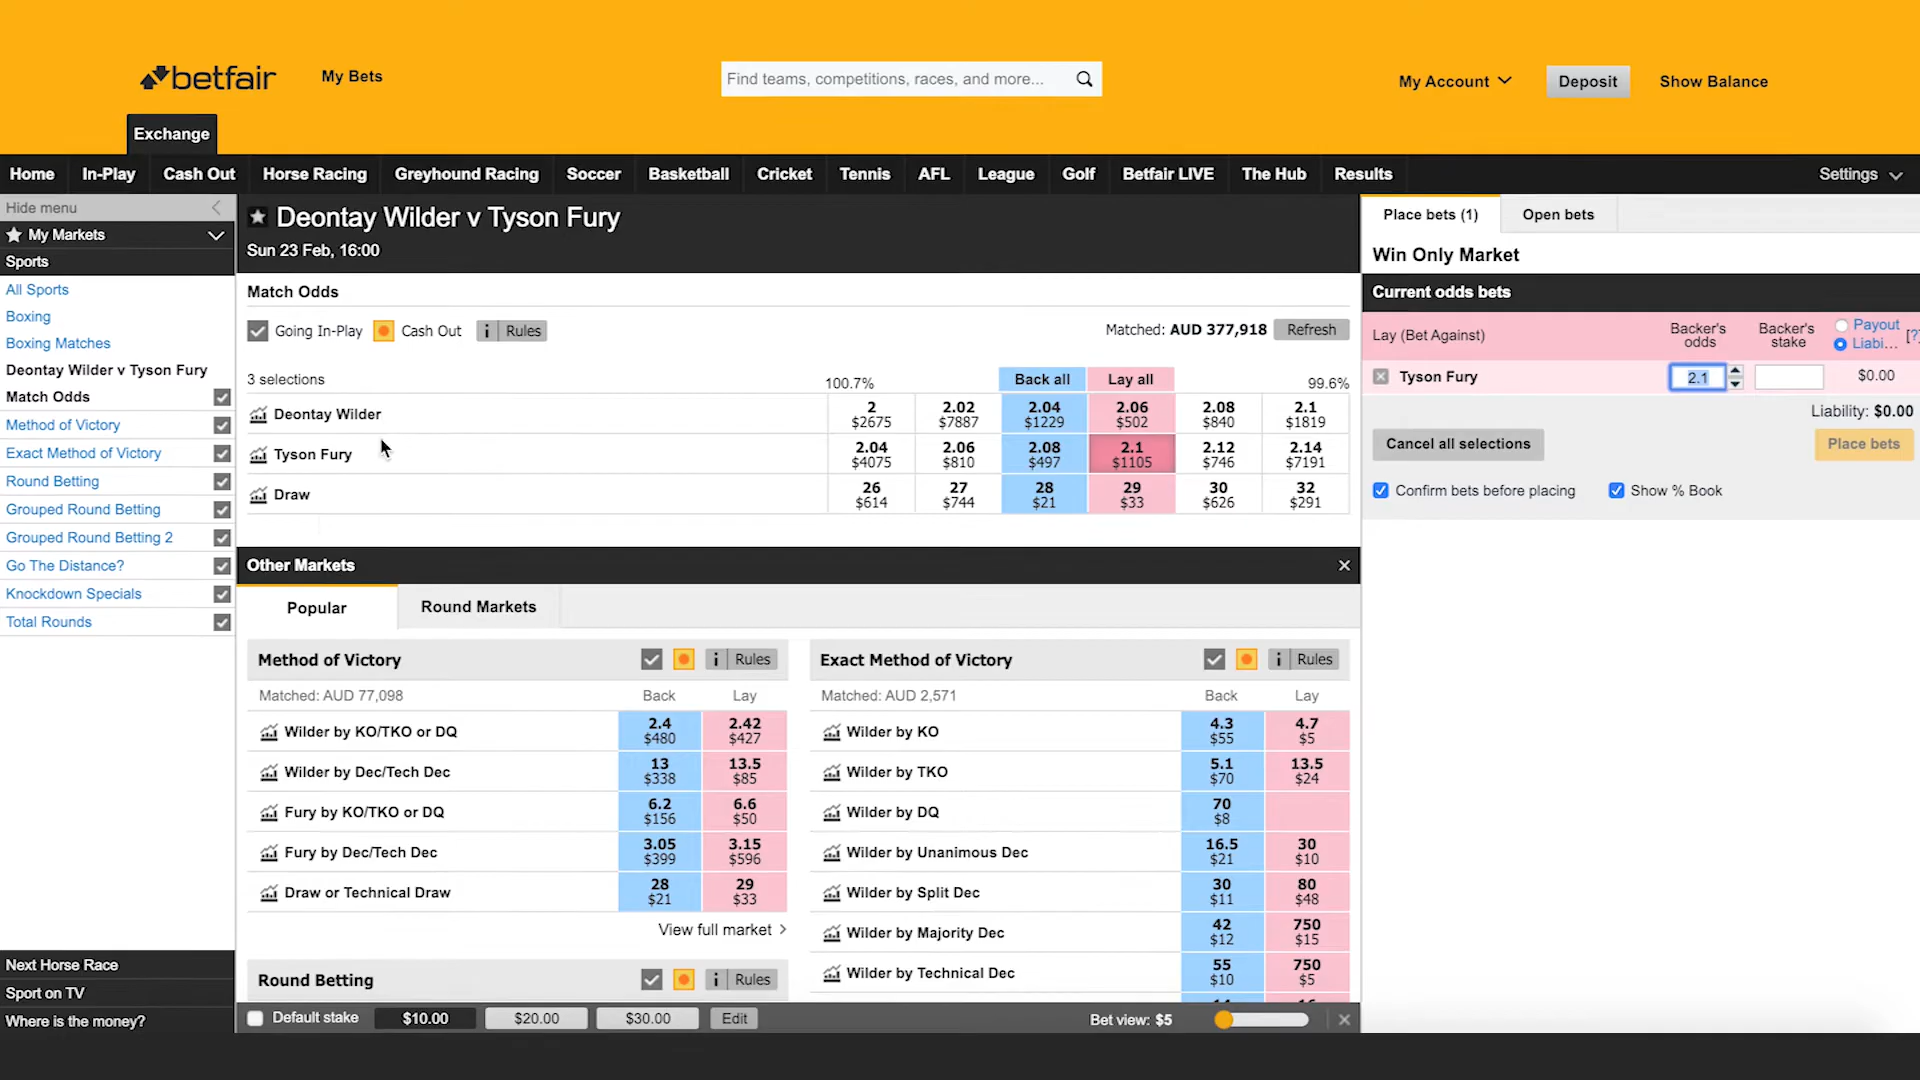 betfair
My Bets
Find teams, competitions, races, and more...
My Account
Deposit
Show Balance
Exchange
Home In-Play Cash Out Horse Racing Greyhound Racing Soccer Basketball Cricket Tennis AFL League Golf Betfair LIVE The Hub Results Settings
Hide menu
My Markets
Sports
All Sports
Boxing
Boxing Matches
Deontay Wilder v Tyson Fury
Match Odds
Method of Victory
Exact Method of Victory
Round Betting
Grouped Round Betting
Grouped Round Betting 2
Go The Distance?
Knockdown Specials
Total Rounds
Next Horse Race
Sport on TV
Where is the money?
Deontay Wilder v Tyson Fury
Sun 23 Feb, 16:00
Match Odds
Going In-Play Cash Out i Rules Matched: AUD 377,918 Refresh
3 selections 100.7% Back all Lay all 99.6%
Deontay Wilder 2 2.02 2.04 2.06 2.08 2.1
$2675 $7887 $1229 $502 $840 $1819
Tyson Fury 2.04 2.06 2.08 2.1 2.12 2.14
$4075 $810 $497 $1105 $746 $7191
Draw 26 27 28 29 30 32
$614 $744 $21 $33 $626 $291
Other Markets
Popular Round Markets
Method of Victory i Rules
Matched: AUD 77,098 Back Lay
Wilder by KO/TKO or DQ 2.4 2.42
$480 $427
Wilder by Dec/Tech Dec 13 13.5
$338 $85
Fury by KO/TKO or DQ 6.2 6.6
$156 $50
Fury by Dec/Tech Dec 3.05 3.15
$399 $596
Draw or Technical Draw 28 29
$21 $33
View full market
Round Betting i Rules
Exact Method of Victory i Rules
Matched: AUD 2,571 Back Lay
Wilder by KO 4.3 4.7
$55 $5
Wilder by TKO 5.1 13.5
$70 $24
Wilder by DQ 70
$8
Wilder by Unanimous Dec 16.5 30
$21 $10
Wilder by Split Dec 30 80
$11 $48
Wilder by Majority Dec 42 750
$12 $15
Wilder by Technical Dec 55 750
$10 $5
Default stake $10.00 $20.00 $30.00 Edit Bet view: $5
Place bets (1) Open bets
Win Only Market
Current odds bets
Lay (Bet Against) Backer's odds Backer's stake Payout Liabi... [?]
Tyson Fury 2.1 $0.00
Liability: $0.00
Cancel all selections Place bets
Confirm bets before placing Show % Book